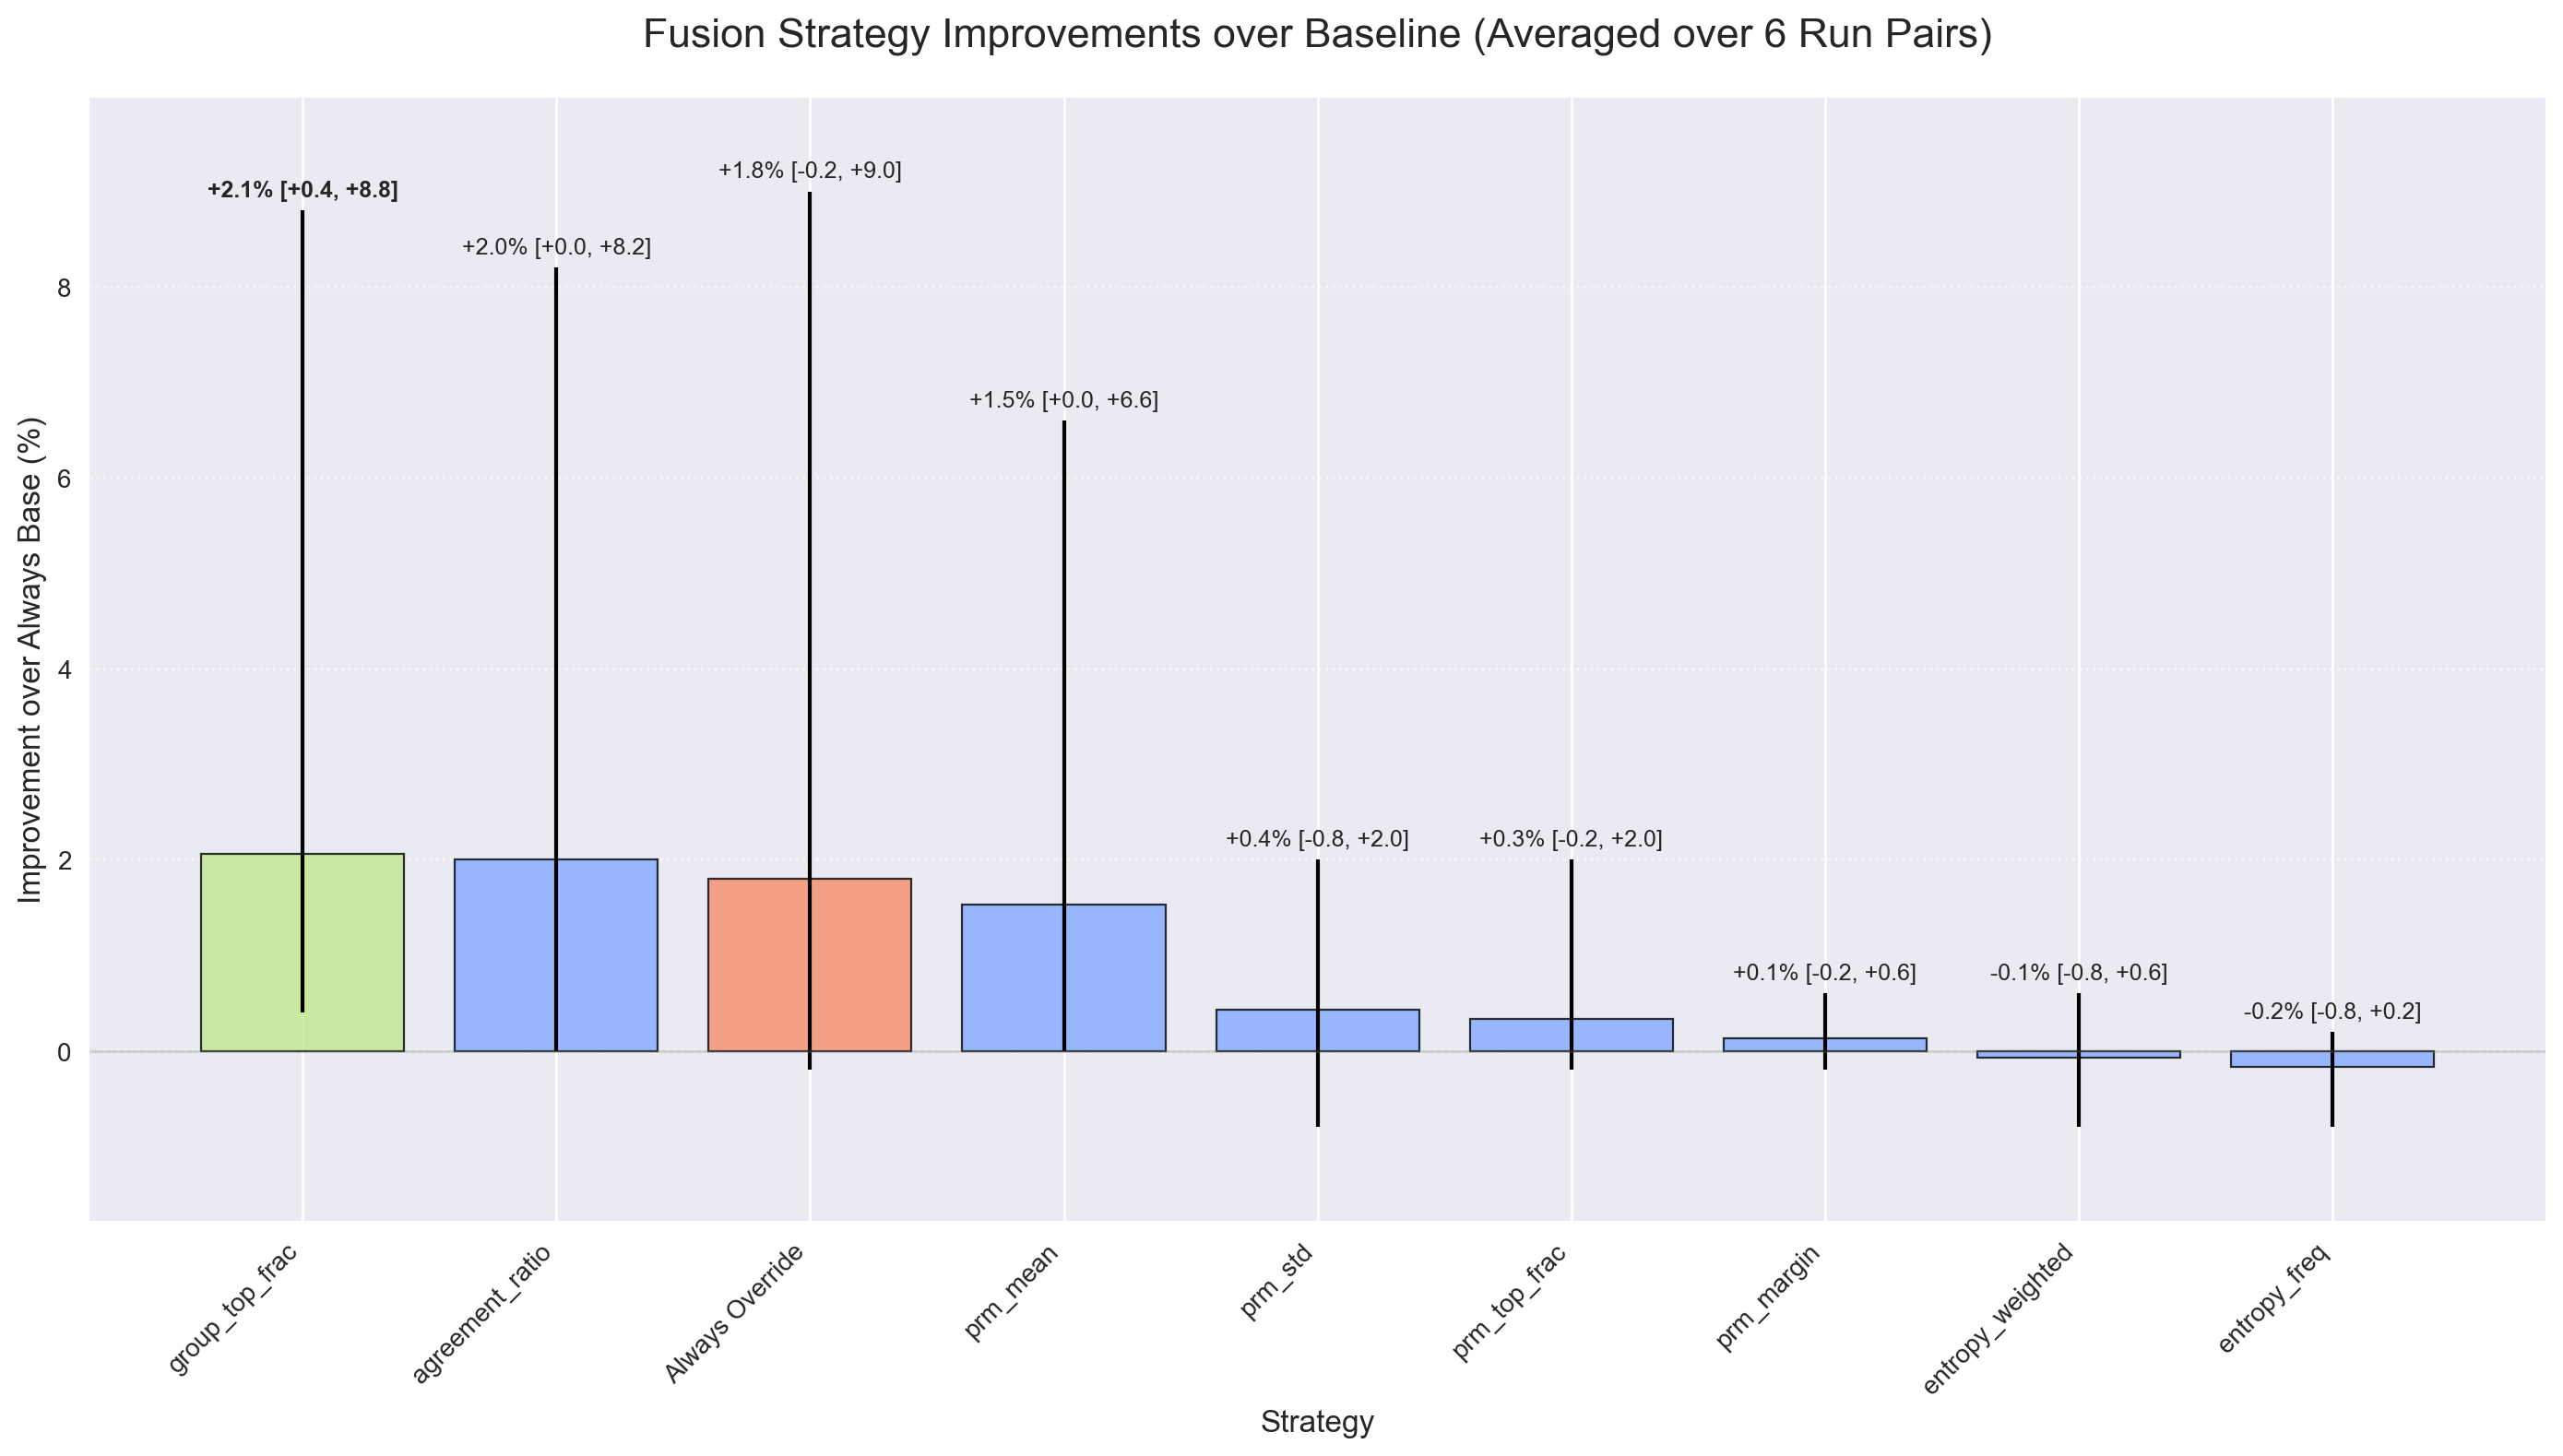 Fusion Strategy Improvements over Baseline (Averaged over 6 Run Pairs)
Improvement over Always Base (%)
8
6
4
2
0
+2.1% [+0.4, +8.8]
+2.0% [+0.0, +8.2]
+1.8% [-0.2, +9.0]
+1.5% [+0.0, +6.6]
+0.4% [-0.8, +2.0]
+0.3% [-0.2, +2.0]
+0.1% [-0.2, +0.6]
-0.1% [-0.8, +0.6]
-0.2% [-0.8, +0.2]
group_top_frac
agreement_ratio
Always Override
prm_mean
prm_std
prm_top_frac
prm_margin
entropy_weighted
entropy_freq
Strategy